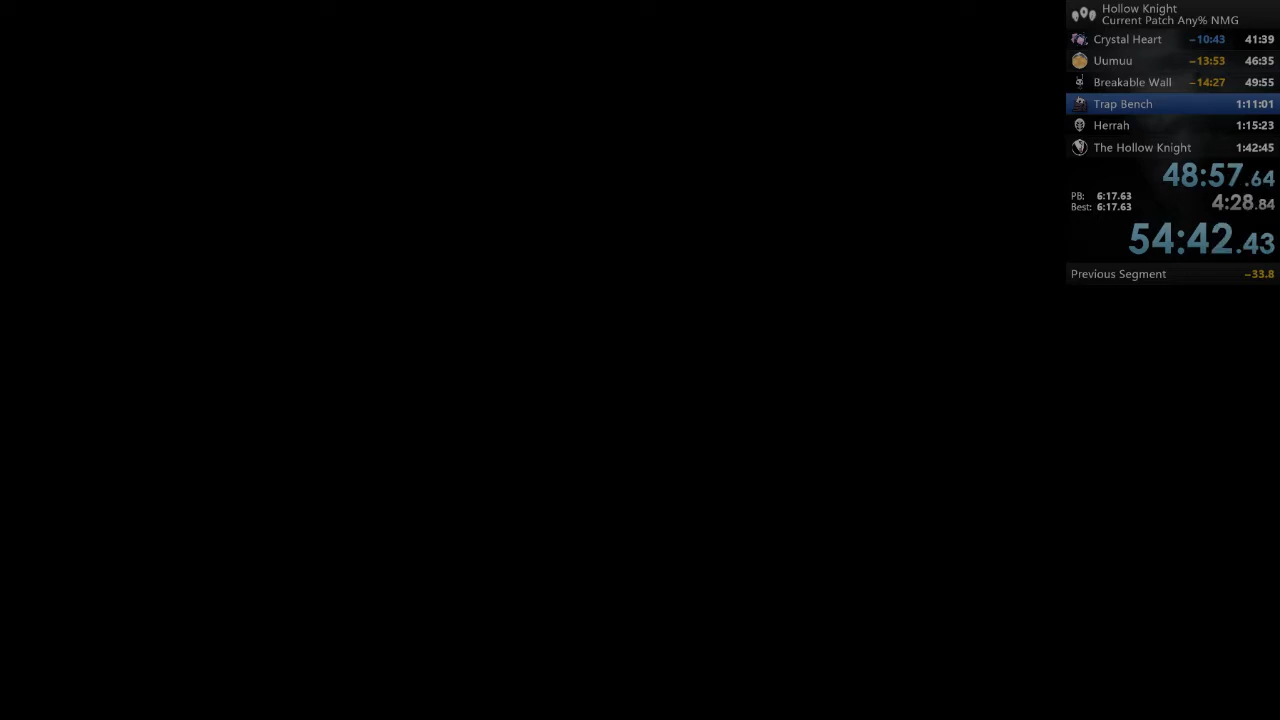 Hollow Knight
Current Patch Any% NMG
Crystal Heart −10:43 41:39
Uumuu −13:53 46:35
Breakable Wall −14:27 49:55
Trap Bench 1:11:01
Herrah 1:15:23
The Hollow Knight 1:42:45
48:57.64
PB: 6:17.63
Best: 6:17.63
4:28.84
54:42.43
Previous Segment −33.8